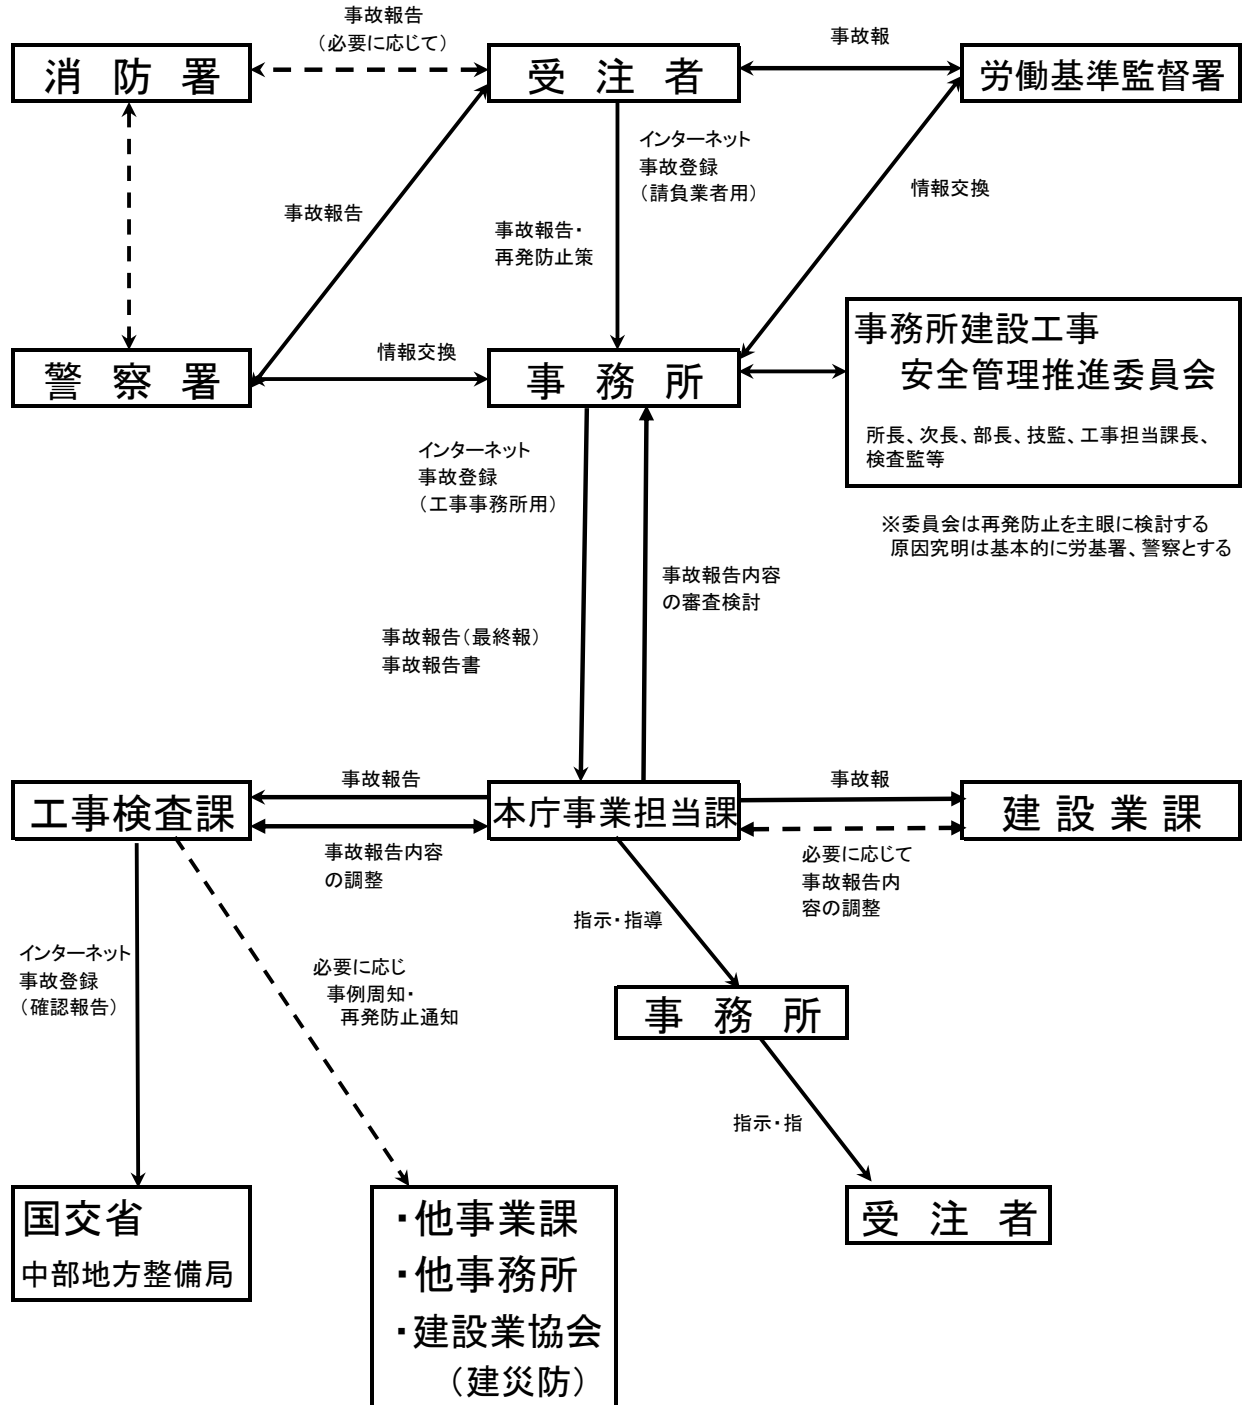 事故報告
（必要に応じて）
消防署
受注者
事故報
労働基準監督署
インターネット
事故登録
（請負業者用）
情報交換
事故報告
事故報告・
再発防止策
警察署
情報交換
事務所
事務所建設工事
安全管理推進委員会
所長、次長、部長、技監、工事担当課長、
検査監等
インターネット
事故登録
（工事事務所用）
※委員会は再発防止を主眼に検討する
原因究明は基本的に労基署、警察とする
事故報告内容
の審査検討
事故報告（最終報）
事故報告書
工事検査課
事故報告
本庁事業担当課
事故報
建設業課
事故報告内容
の調整
必要に応じて
事故報告内
容の調整
指示・指導
インターネット
事故登録
（確認報告）
必要に応じ
事例周知・
再発防止通知
事務所
指示・指
国交省
中部地方整備局
・他事業課
・他事務所
・建設業協会
（建災防）
受注者